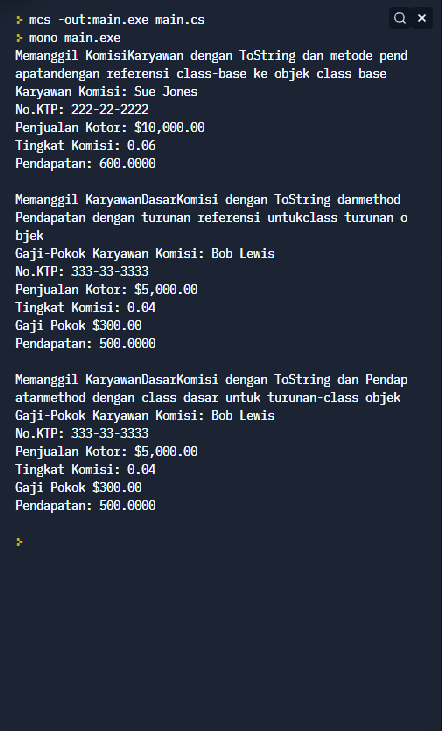 > mcs -out:main.exe main.cs
> mono main.exe
Memanggil KomisiKaryawan dengan ToString dan metode pend
apatandengan referensi class-base ke objek class base
Karyawan Komisi: Sue Jones
No.KTP: 222-22-2222
Penjualan Kotor: $10,000.00
Tingkat Komisi: 0.06
Pendapatan: 600.0000

Memanggil KaryawanDasarKomisi dengan ToString danmethod
Pendapatan dengan turunan referensi untukclass turunan o
bjek
Gaji-Pokok Karyawan Komisi: Bob Lewis
No.KTP: 333-33-3333
Penjualan Kotor: $5,000.00
Tingkat Komisi: 0.04
Gaji Pokok $300.00
Pendapatan: 500.0000

Memanggil KaryawanDasarKomisi dengan ToString dan Pendap
atanmethod dengan class dasar untuk turunan-class objek
Gaji-Pokok Karyawan Komisi: Bob Lewis
No.KTP: 333-33-3333
Penjualan Kotor: $5,000.00
Tingkat Komisi: 0.04
Gaji Pokok $300.00
Pendapatan: 500.0000

>